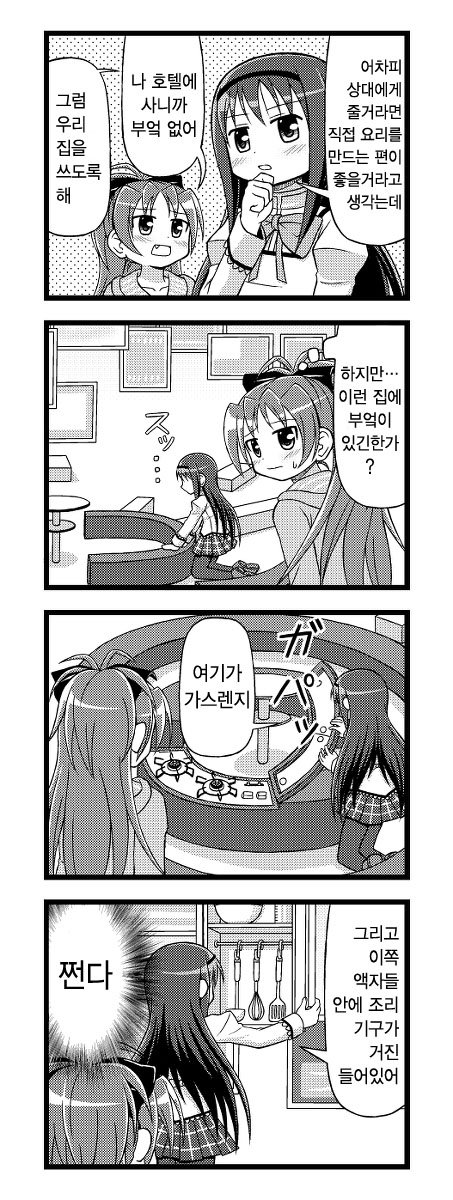 어차피
상대에게
줄거라면
직접 요리를
만드는 편이
좋을거라고
생각는데
나 호텔에
사니까
부엌 없어
그럼
우리
집을
쓰도록
해
하지만…
이런 집에
부엌이
있긴한가
?
スッ…
여기가
가스렌지
ガパッ
그리고
이쪽
액자들
안에 조리
기구가
거진
들어있어
쩐다